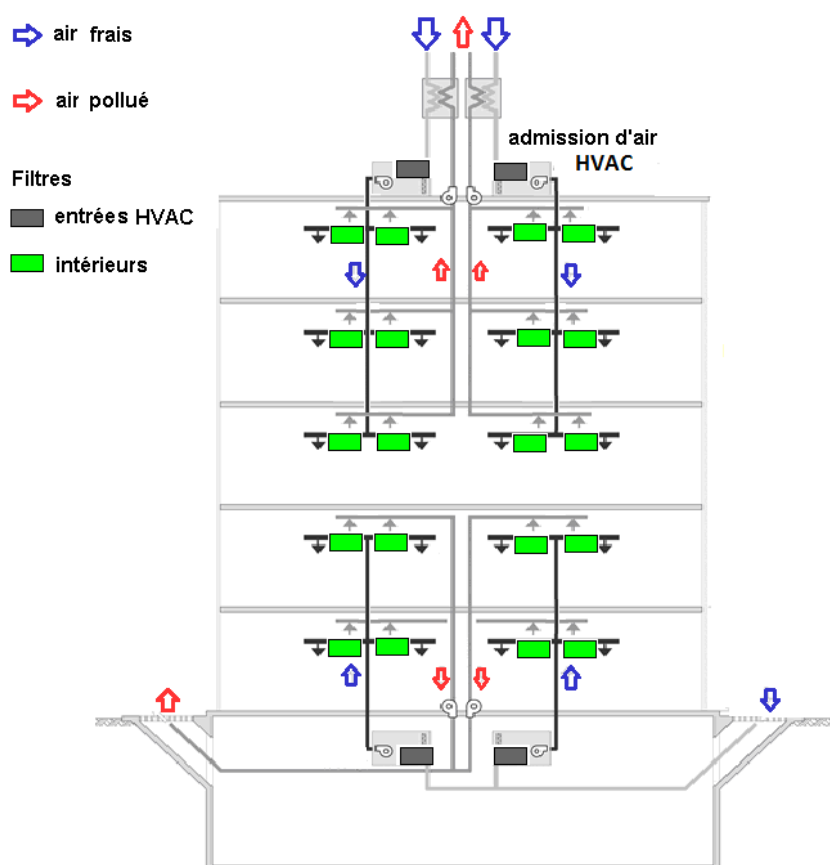 air frais
air pollué
admission d'air
HVAC
Filtres
entrées HVAC
intérieurs